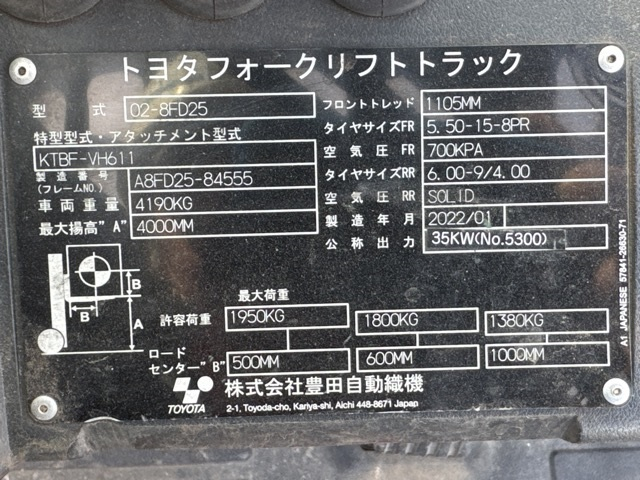 トヨタフォークリフトトラック
型 式 02-8FD25 フロントトレッド 1105MM
特型型式・アタッチメント型式 タイヤサイズFR 5.50-15-8PR
KTBF-VH611 空気圧 FR 700KPA
製造番号 (フレームNO.) A8FD25-84555 タイヤサイズRR 6.00-9/4.00
車両重量 4190KG 空気圧 RR SOLID
最大揚高"A" 4000MM 製造年月 2022/01
公称出力 35KW(No.5300)
B
B
A
最大荷重
許容荷重 1950KG 1800KG 1380KG
ロードセンター"B" 500MM 600MM 1000MM
TOYOTA 株式会社豊田自動織機
2-1, Toyoda-cho, Kariya-shi, Aichi 448-8671 Japan
A1 JAPANESE 57841-26630-71